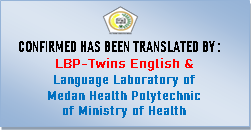 CONFIRMED HAS BEEN TRANSLATED BY:
LBP-Twins English &
Language Laboratory of
Medan Health Polytechnic
of Ministry of Health